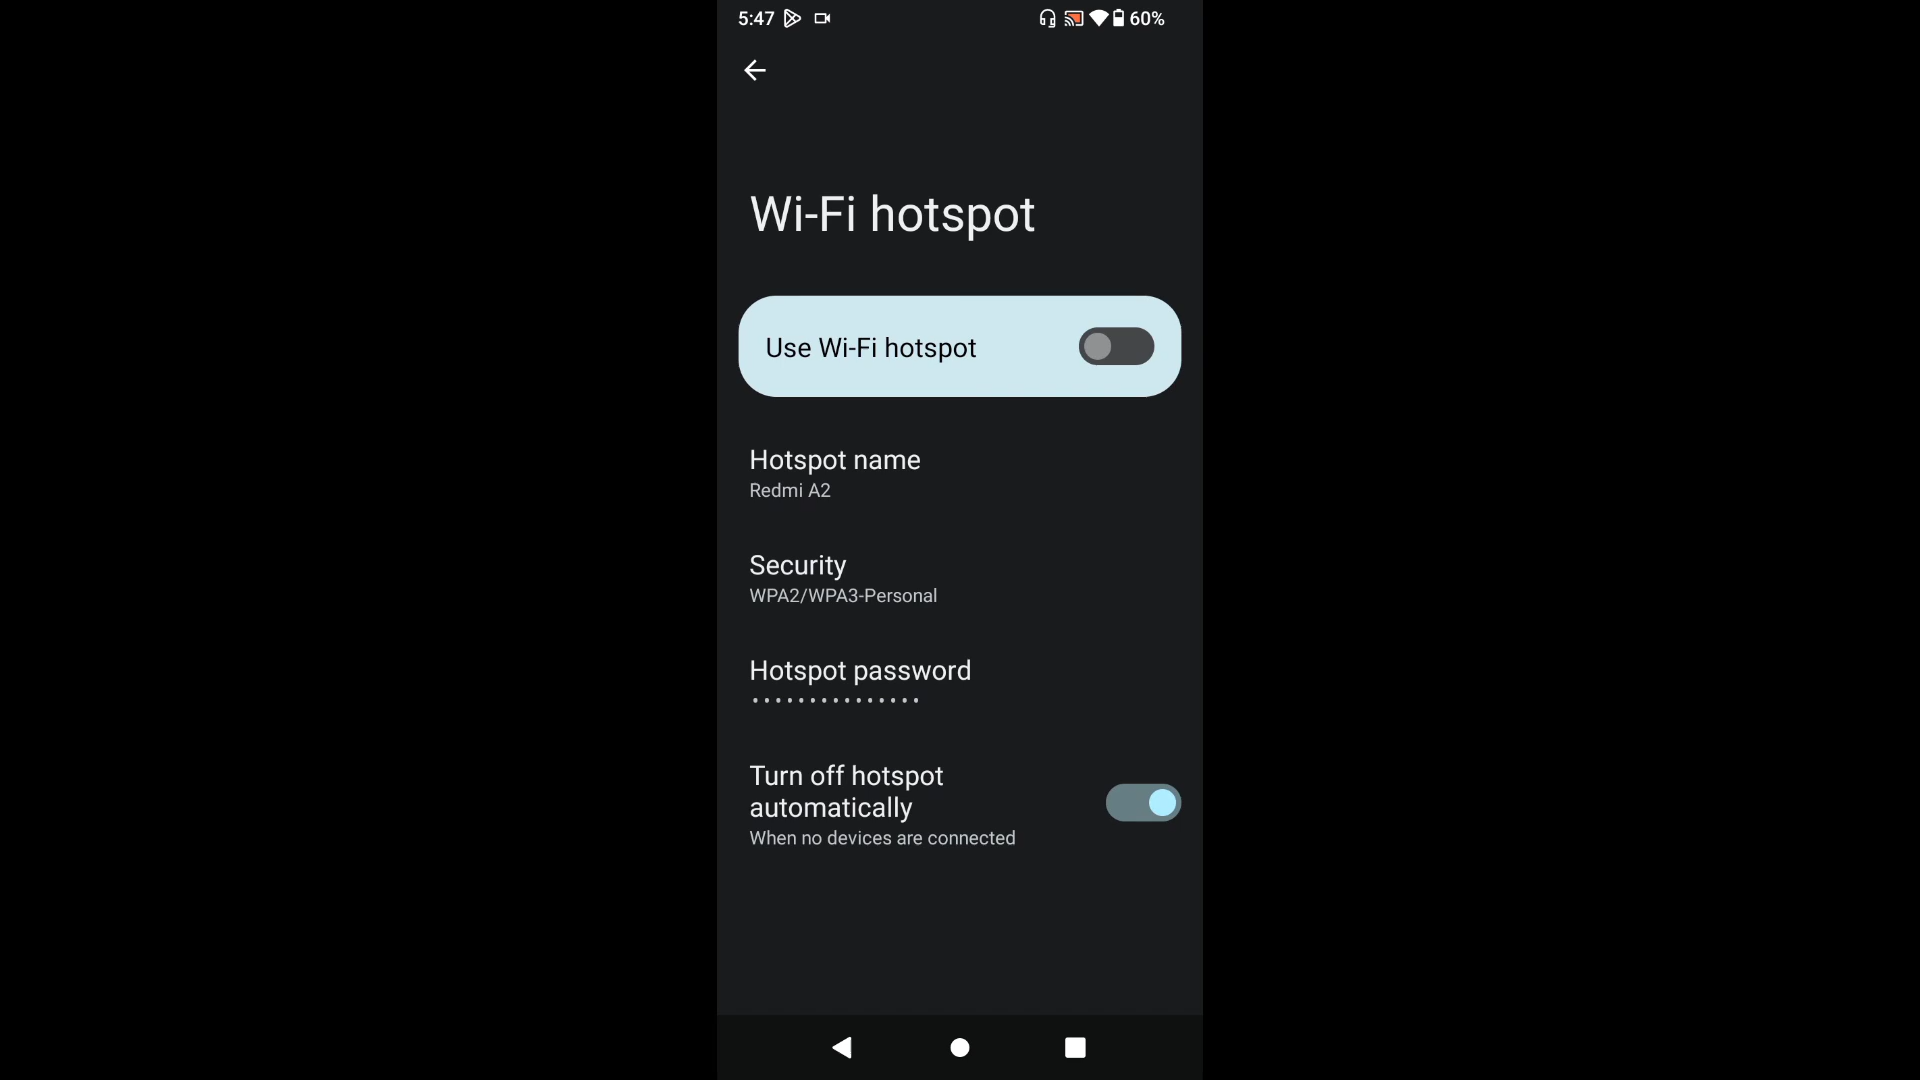 5:47
60%
Wi-Fi hotspot
Use Wi-Fi hotspot
Hotspot name
Redmi A2
Security
WPA2/WPA3-Personal
Hotspot password
···············
Turn off hotspot
automatically
When no devices are connected